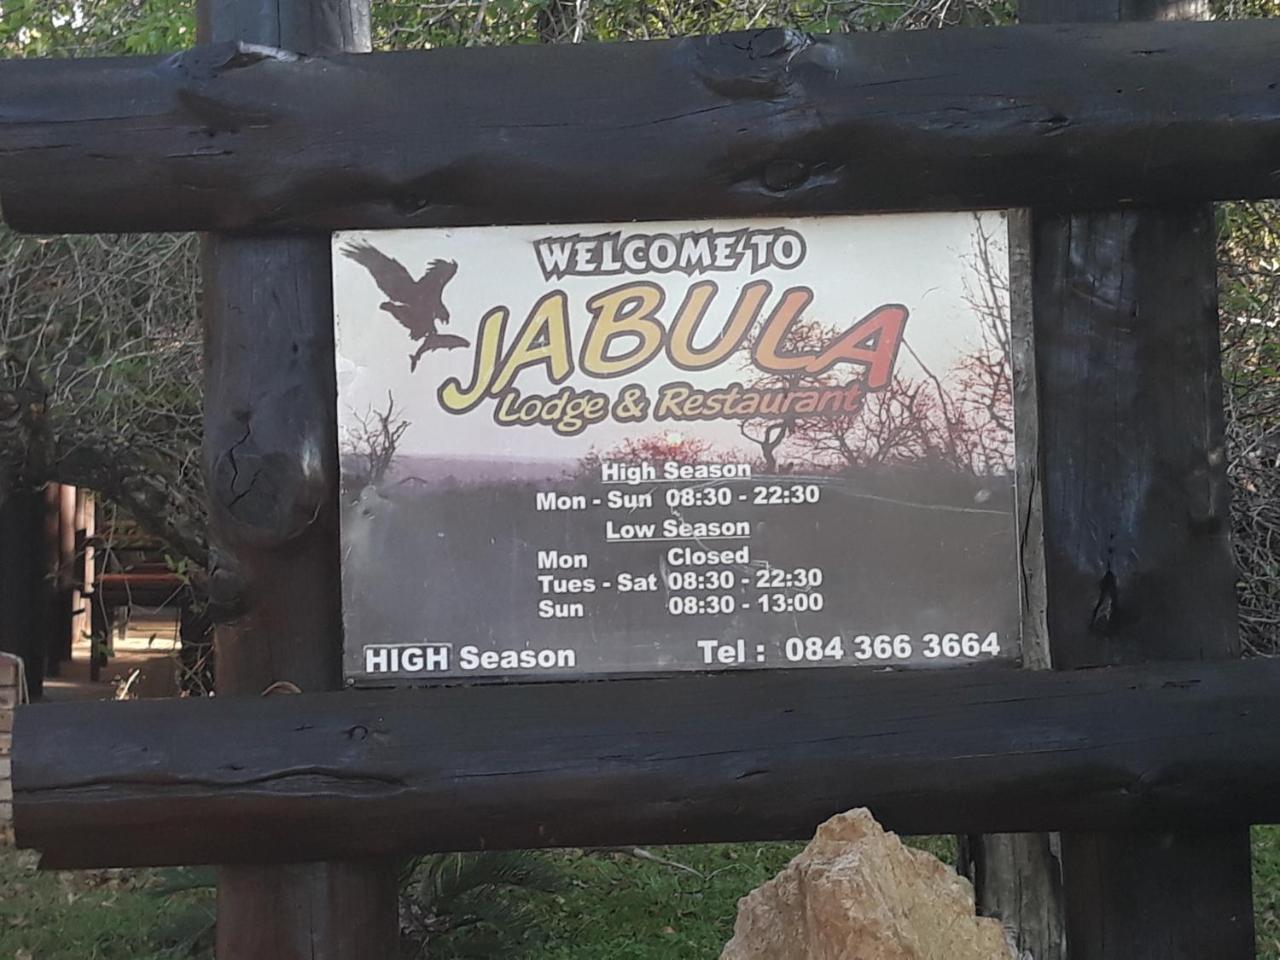 WELCOME TO
JABULA
Lodge & Restaurant
High Season
Mon - Sun 08:30 - 22:30
Low Season
Mon Closed
Tues - Sat 08:30 - 22:30
Sun 08:30 - 13:00
HIGH Season Tel : 084 366 3664